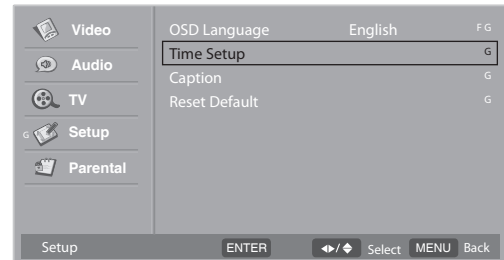 Video
Audio
TV
G Setup
Parental
OSD Language English F G
Time Setup G
Caption G
Reset Default G
Setup ENTER / Select MENU Back